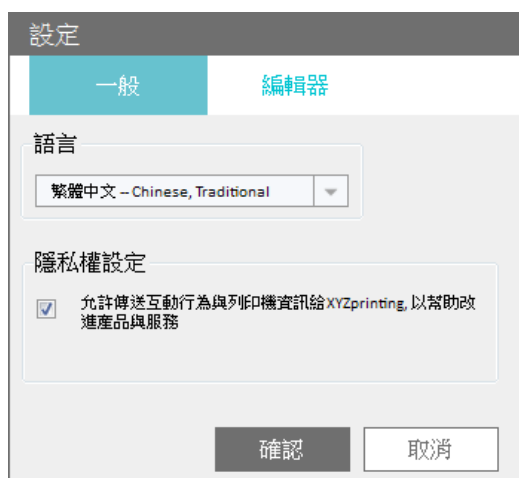 設定
一般
編輯器
語言
繁體中文 -- Chinese, Traditional
隱私權設定
允許傳送互動行為與列印機資訊給XYZprinting, 以幫助改
進產品與服務
確認
取消